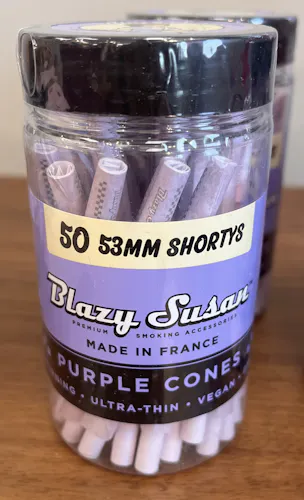 50 53MM SHORTYS
Blazy Susan
PREMIUM SMOKING ACCESSORIES
MADE IN FRANCE
PURPLE CONES
ULTRA-THIN • VEGAN •